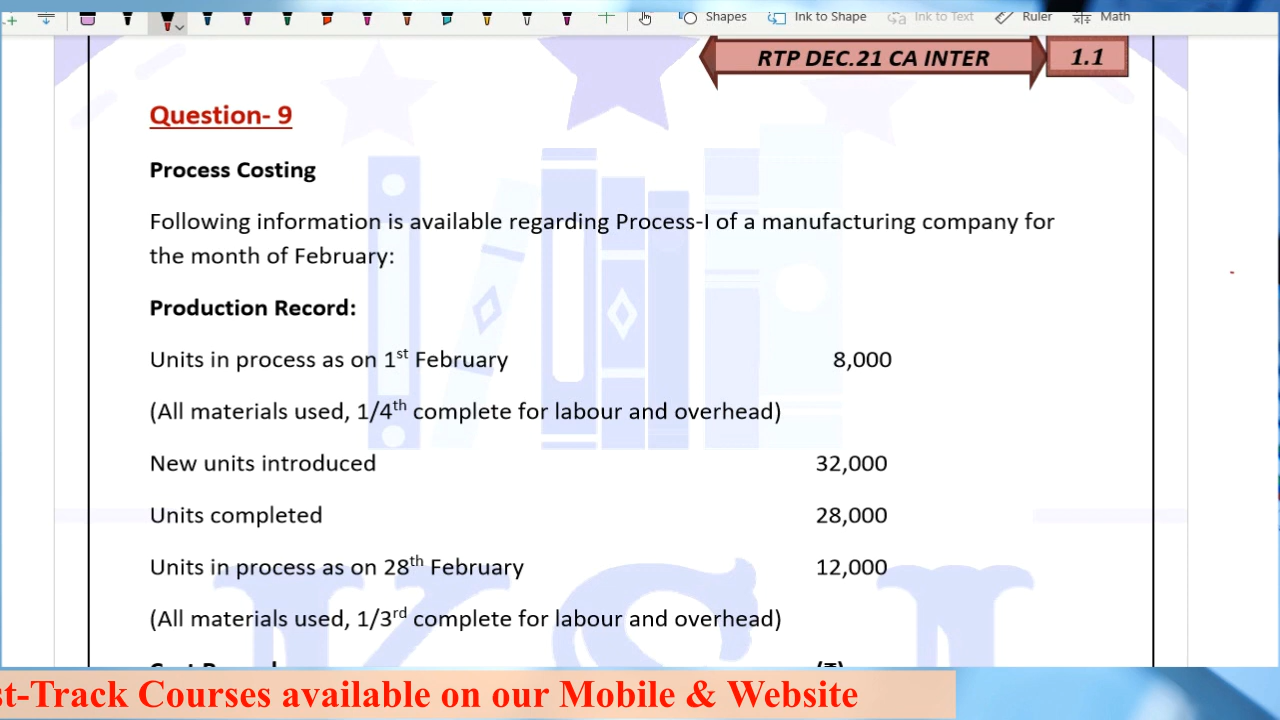 Shapes Ink to Shape Ink to Text Ruler Math
RTP DEC.21 CA INTER 1.1
Question- 9
Process Costing
Following information is available regarding Process-I of a manufacturing company for
the month of February:
Production Record:
Units in process as on 1st February 8,000
(All materials used, 1/4th complete for labour and overhead)
New units introduced 32,000
Units completed 28,000
Units in process as on 28th February 12,000
(All materials used, 1/3rd complete for labour and overhead)
st-Track Courses available on our Mobile & Website